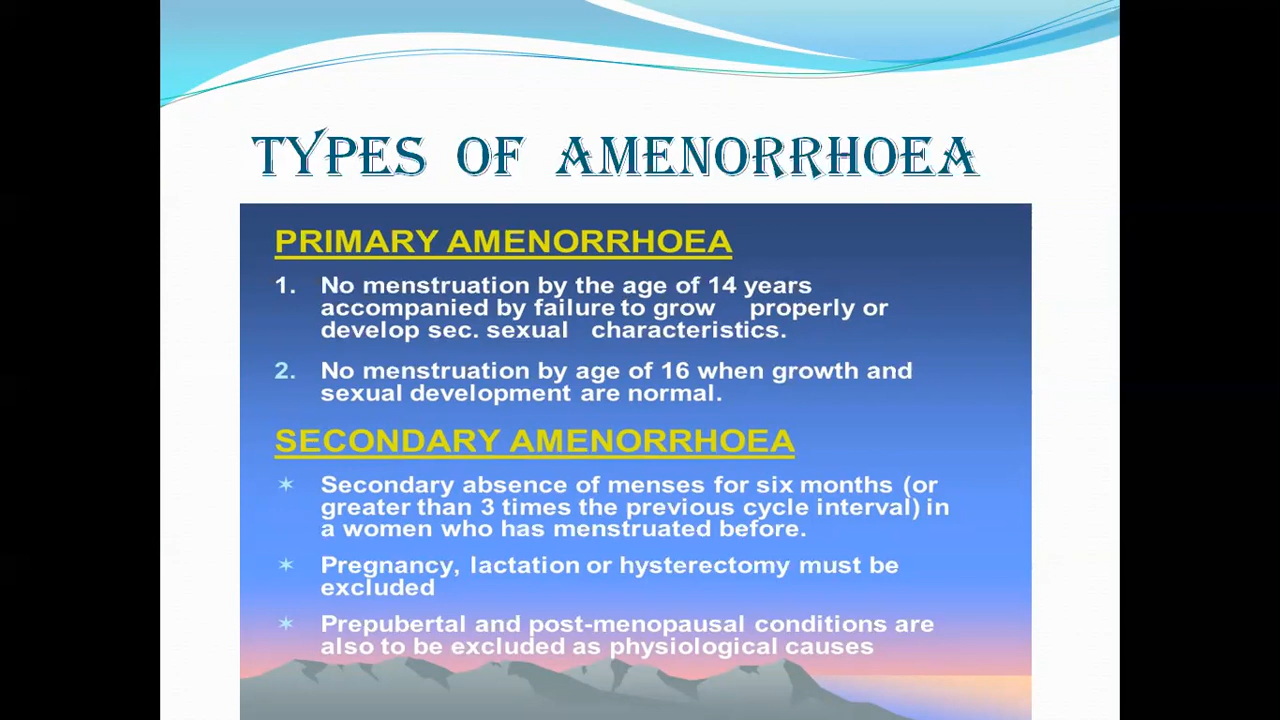 TYPES OF AMENORRHOEA
PRIMARY AMENORRHOEA
1. No menstruation by the age of 14 years
accompanied by failure to grow properly or
develop sec. sexual characteristics.
2. No menstruation by age of 16 when growth and
sexual development are normal.
SECONDARY AMENORRHOEA
✶ Secondary absence of menses for six months (or
greater than 3 times the previous cycle interval) in
a women who has menstruated before.
✶ Pregnancy, lactation or hysterectomy must be
excluded
✶ Prepubertal and post-menopausal conditions are
also to be excluded as physiological causes